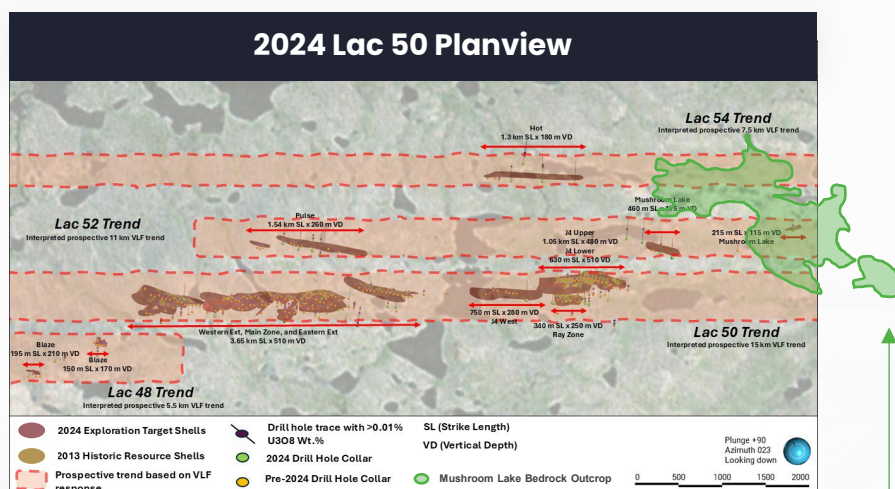 2024 Lac 50 Planview
Lac 54 Trend
Interpreted prospective 7.5 km VLF trend
Hot
1.3 km SL x 180 m VD
Mushroom Lake
460 m SL x 175 m VD
Lac 52 Trend
Interpreted prospective 11 km VLF trend
Pulse
1.54 km SL x 260 m VD
J4 Upper
1.05 km SL x 480 m VD
J4 Lower
630 m SL x 510 VD
215 m SL x 115 m VD
Mushroom Lake
750 m SL x 280 m VD
J4 West
340 m SL x 250 m VD
Ray Zone
Western Ext, Main Zone, and Eastern Ext
3.65 km SL x 510 m VD
Lac 50 Trend
Interpreted prospective 15 km VLF trend
Blaze
195 m SL x 210 m VD
Blaze
150 m SL x 170 m VD
Lac 48 Trend
Interpreted prospective 5.5 km VLF trend
2024 Exploration Target Shells
2013 Historic Resource Shells
Prospective trend based on VLF
response
Drill hole trace with >0.01%
U3O8 Wt.%
2024 Drill Hole Collar
Pre-2024 Drill Hole Collar
SL (Strike Length)
VD (Vertical Depth)
Mushroom Lake Bedrock Outcrop
Plunge +90
Azimuth 023
Looking down
0 500 1000 1500 2000